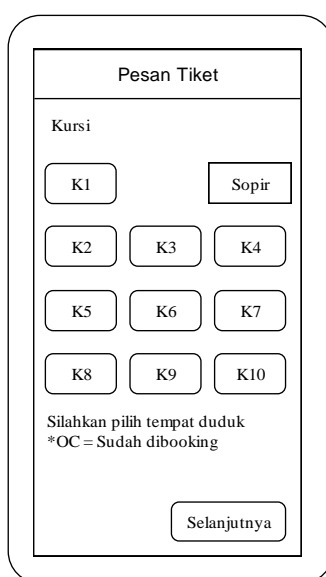 Pesan Tiket
Kursi
K1 Sopir
K2 K3 K4
K5 K6 K7
K8 K9 K10
Silahkan pilih tempat duduk
*OC = Sudah dibooking
Selanjutnya